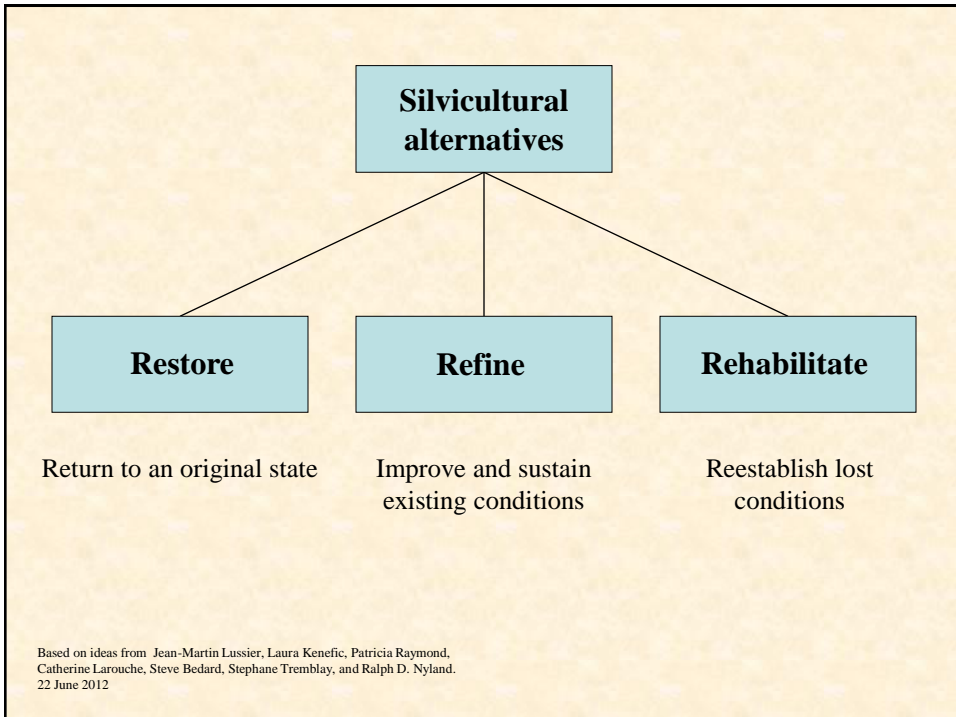 Silvicultural
alternatives
Restore
Refine
Rehabilitate
Return to an original state
Improve and sustain
existing conditions
Reestablish lost
conditions
Based on ideas from  Jean-Martin Lussier, Laura Kenefic, Patricia Raymond,
Catherine Larouche, Steve Bedard, Stephane Tremblay, and Ralph D. Nyland.
22 June 2012